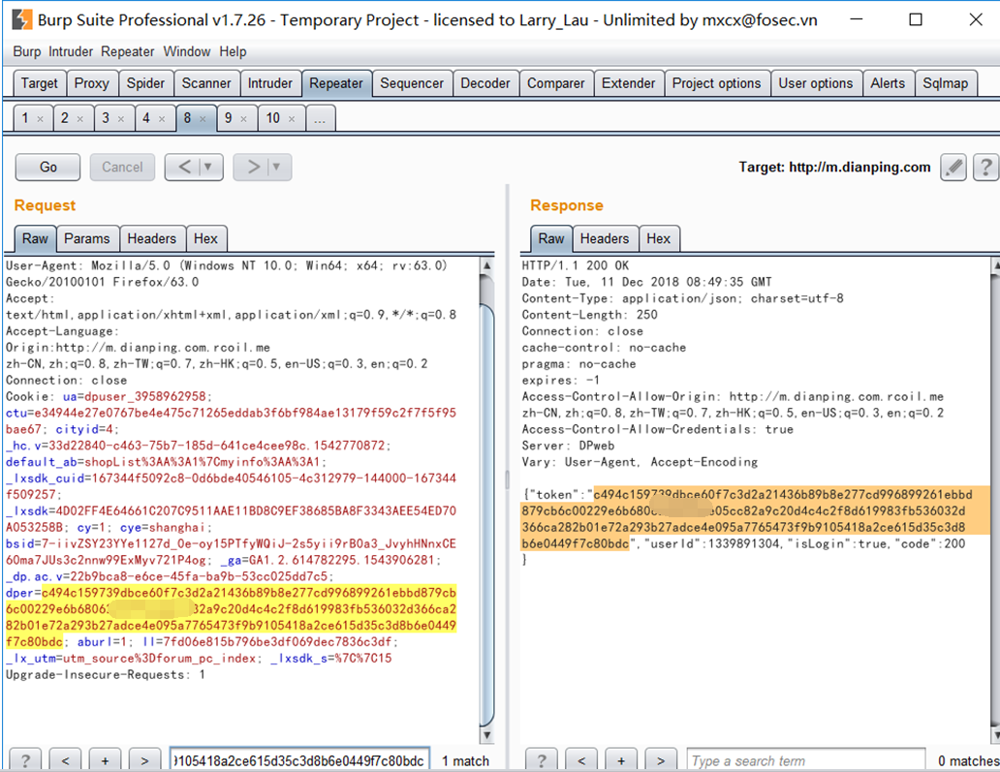 Burp Suite Professional v1.7.26 - Temporary Project - licensed to Larry_Lau - Unlimited by mxcx@fosec.vn
Burp Intruder Repeater Window Help
Target Proxy Spider Scanner Intruder Repeater Sequencer Decoder Comparer Extender Project options User options Alerts Sqlmap
1 × 2 × 3 × 4 × 8 × 9 × 10 × ...
Go Cancel < > Target: http://m.dianping.com ?
Request
Raw Params Headers Hex
User-Agent: Mozilla/5.0 (Windows NT 10.0; Win64; x64; rv:63.0)
Gecko/20100101 Firefox/63.0
Accept:
text/html,application/xhtml+xml,application/xml;q=0.9,*/*;q=0.8
Accept-Language:
Origin:http://m.dianping.com.rcoil.me
zh-CN,zh;q=0.8,zh-TW;q=0.7,zh-HK;q=0.5,en-US;q=0.3,en;q=0.2
Connection: close
Cookie: ua=dpuser_3958962958;
ctu=e34944e27e0767be4e475c71265eddab3f6bf984ae13179f59c2f7f5f95
bae67; cityid=4;
_hc.v=33d22840-c463-75b7-185d-641ce4cee98c.1542770872;
default_ab=shopList%3AA%3A1%7Cmyinfo%3AA%3A1;
_lxsdk_cuid=167344f5092c8-0d6bde40546105-4c312979-144000-167344
f509257;
_lxsdk=4D02FF4E64661C207C9511AAE11BD8C9EF38685BA8F3343AEE54ED70
A053258B; cy=1; cye=shanghai;
bsid=7-iivZSY23YYe1127d_Oe-oy15PTfyWQiJ-2s5yii9rB0a3_JvyhHNnxCE
60ma7JUs3c2nnw99ExMyv721P4og; _ga=GA1.2.614782295.1543906281;
_dp.ac.v=22b9bca8-e6ce-45fa-ba9b-53cc025dd7c5;
dper=c494c159739dbce60f7c3d2a21436b89b8e277cd996899261ebbd879cb
6c00229e6b6806 32a9c20d4c4c2f8d619983fb536032d366ca2
82b01e72a293b27adce4e095a7765473f9b9105418a2ce615d35c3d8b6e0449
f7c80bdc; aburl=1; ll=7fd06e815b796be3df069dec7836c3df;
_lx_utm=utm_source%3Dforum_pc_index; _lxsdk_s=%7C%7C15
Upgrade-Insecure-Requests: 1
? < + > 9105418a2ce615d35c3d8b6e0449f7c80bdc 1 match
Response
Raw Headers Hex
HTTP/1.1 200 OK
Date: Tue, 11 Dec 2018 08:49:35 GMT
Content-Type: application/json; charset=utf-8
Content-Length: 250
Connection: close
cache-control: no-cache
pragma: no-cache
expires: -1
Access-Control-Allow-Origin: http://m.dianping.com.rcoil.me
zh-CN,zh;q=0.8,zh-TW;q=0.7,zh-HK;q=0.5,en-US;q=0.3,en;q=0.2
Access-Control-Allow-Credentials: true
Server: DPweb
Vary: User-Agent, Accept-Encoding
{"token":"c494c159739dbce60f7c3d2a21436b89b8e277cd996899261ebbd
879cb6c00229e6b680 e05cc82a9c20d4c4c2f8d619983fb536032d
366ca282b01e72a293b27adce4e095a7765473f9b9105418a2ce615d35c3d8
b6e0449f7c80bdc","userId":1339891304,"isLogin":true,"code":200
}
? < + > Type a search term 0 matches